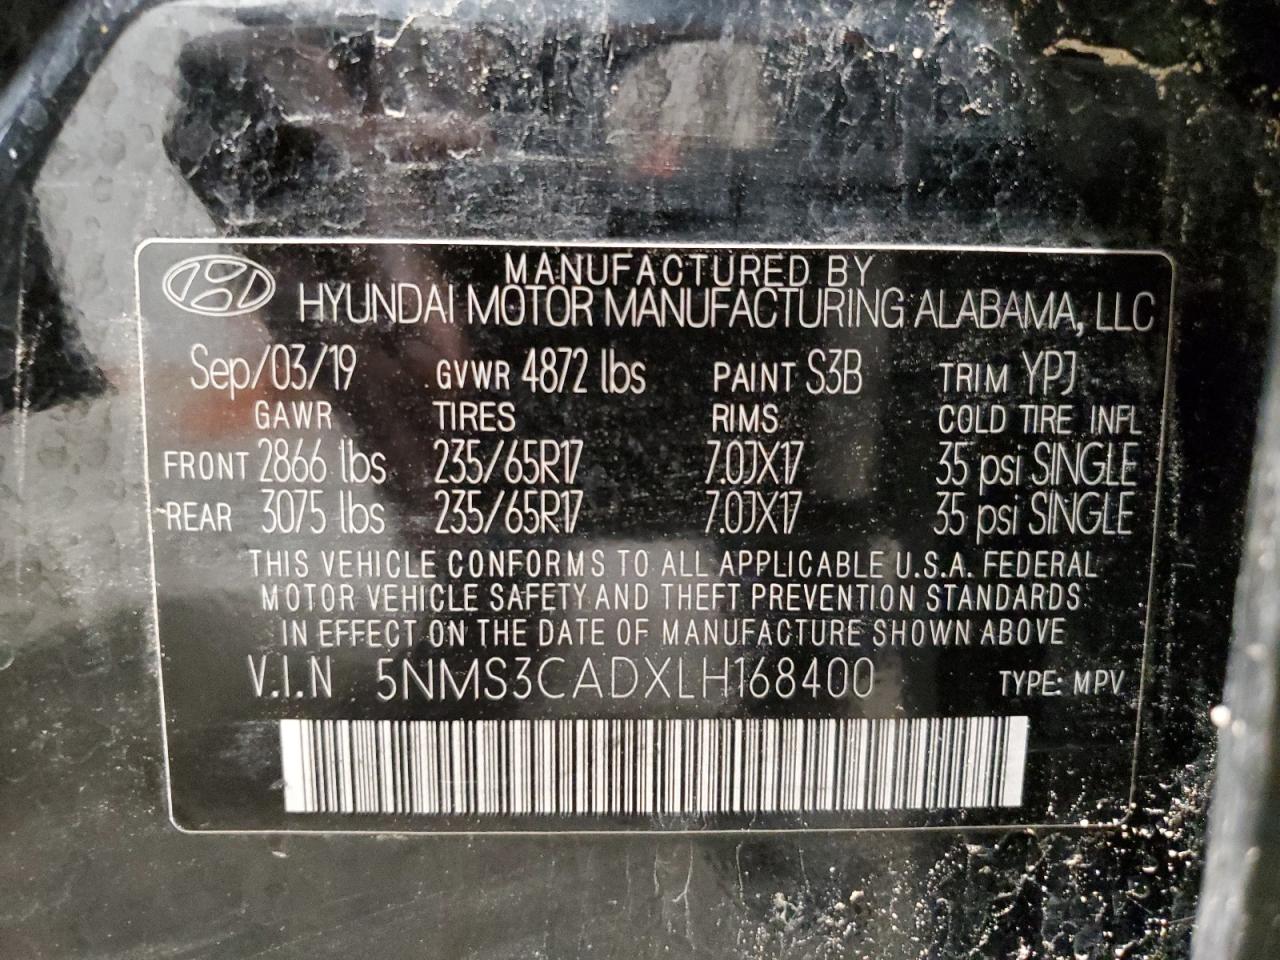 MANUFACTURED BY
HYUNDAI MOTOR MANUFACTURING ALABAMA, LLC
Sep/03/19 GVWR 4872 lbs PAINT S3B TRIM YPJ
GAWR TIRES RIMS COLD TIRE INFL
FRONT 2866 lbs 235/65R17 7.0JX17 35 psi SINGLE
REAR 3075 lbs 235/65R17 7.0JX17 35 psi SINGLE
THIS VEHICLE CONFORMS TO ALL APPLICABLE U.S.A. FEDERAL
MOTOR VEHICLE SAFETY AND THEFT PREVENTION STANDARDS
IN EFFECT ON THE DATE OF MANUFACTURE SHOWN ABOVE
V.I.N 5NMS3CADXLH168400 TYPE: MPV